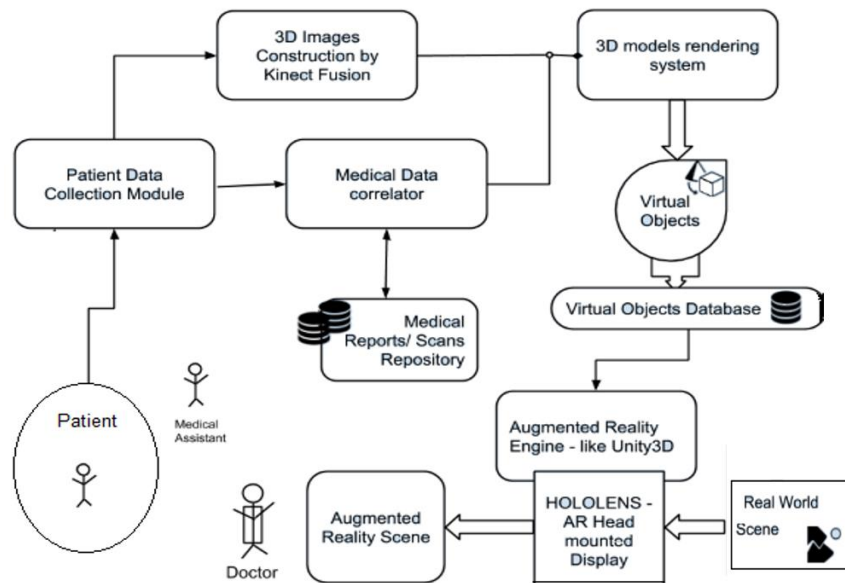 3D Images
Construction by
Kinect Fusion
3D models rendering
system
Patient Data
Collection Module
Medical Data
correlator
Virtual
Objects
Virtual Objects Database
Medical
Reports/ Scans
Repository
Patient
Medical
Assistant
Augmented Reality
Engine - like Unity3D
Doctor
Augmented
Reality Scene
HOLOLENS -
AR Head
mounted
Display
Real World
Scene